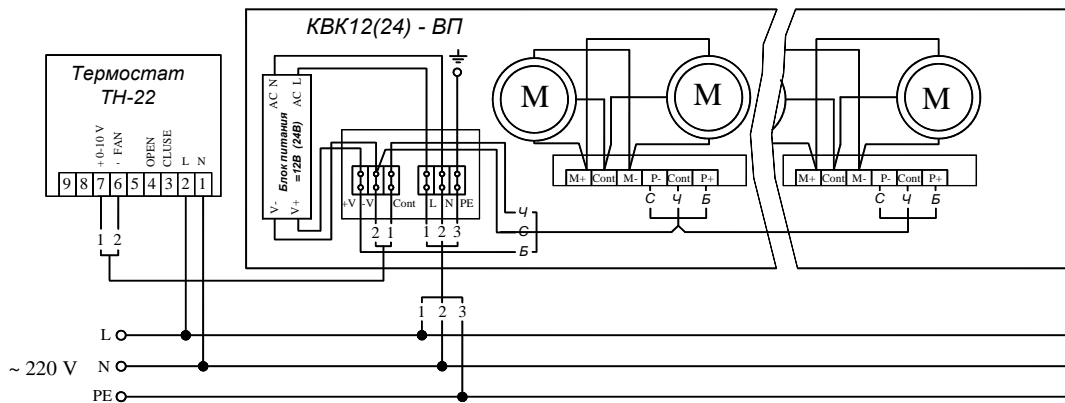 КВК12(24) - ВП
Термостат
ТН-22
+0-10 V
- FAN
OPEN
CLUSE
L
N
9 8 7 6 5 4 3 2 1
1 2
AC N
AC L
Блок питания
=12В (24В)
V-
V+
+V -V Cont L N PE
2 1 1 2 3
Ч
С
Б
M
M
M
M+ Cont M- P- Cont P+
С Ч Б
M+ Cont M- P- Cont P+
С Ч Б
1 2 3
L
~ 220 V N
PE